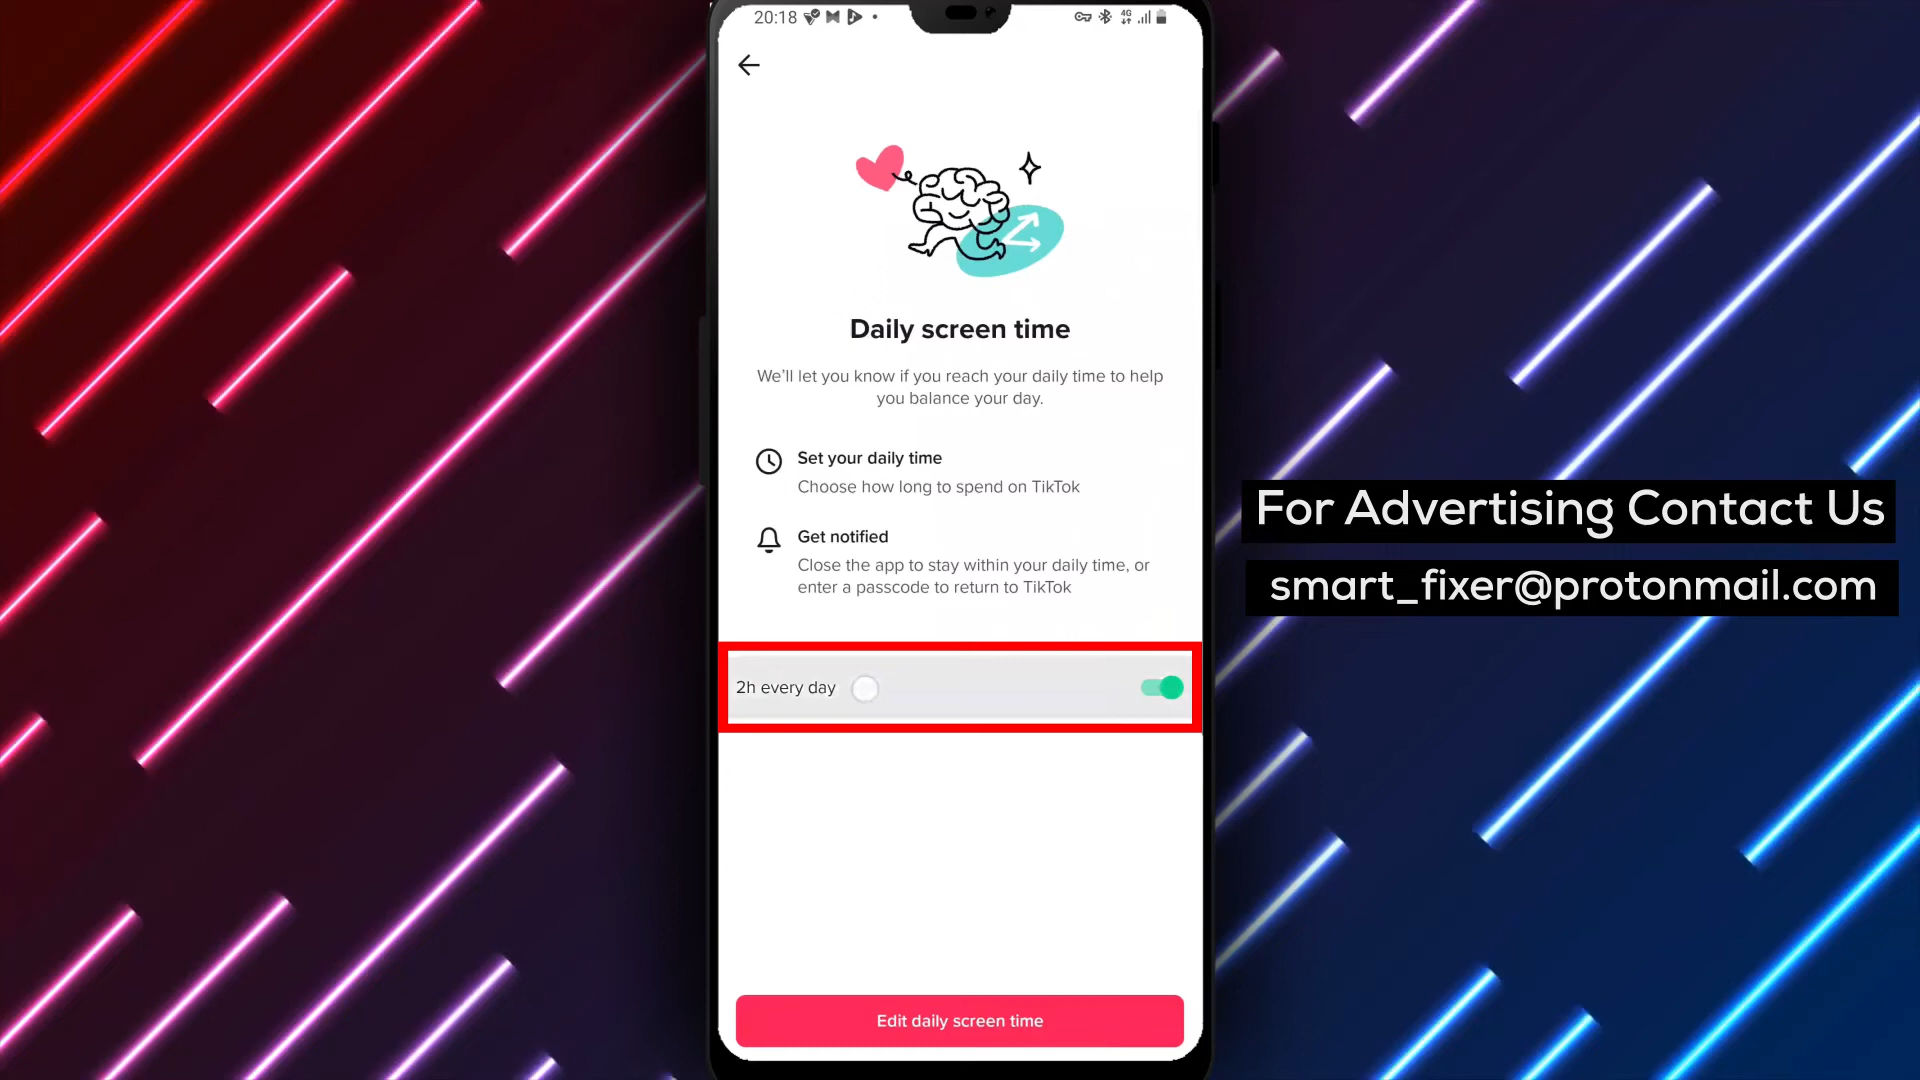 20:18
4G
Daily screen time
We'll let you know if you reach your daily time to help
you balance your day.
Set your daily time
Choose how long to spend on TikTok
Get notified
Close the app to stay within your daily time, or
enter a passcode to return to TikTok
2h every day
Edit daily screen time
For Advertising Contact Us
smart_fixer@protonmail.com